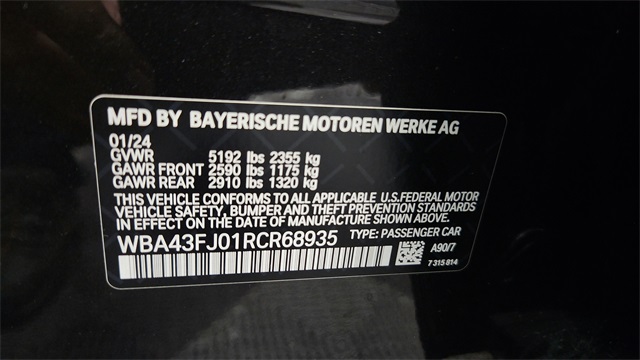 MFD BY BAYERISCHE MOTOREN WERKE AG
01/24
GVWR 5192 lbs 2355 kg
GAWR FRONT 2590 lbs 1175 kg
GAWR REAR 2910 lbs 1320 kg
THIS VEHICLE CONFORMS TO ALL APPLICABLE U.S.FEDERAL MOTOR
VEHICLE SAFETY, BUMPER AND THEFT PREVENTION STANDARDS
IN EFFECT ON THE DATE OF MANUFACTURE SHOWN ABOVE.
WBA43FJ01RCR68935 TYPE: PASSENGER CAR
A90/7
7 315 814